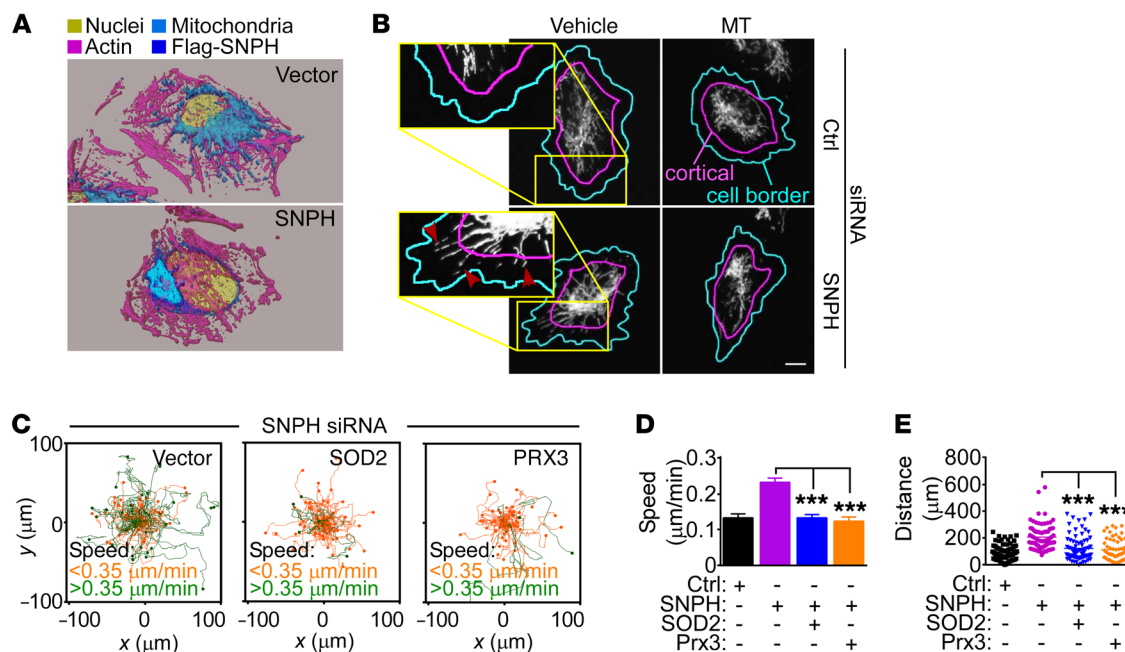 A
Nuclei Mitochondria
Actin Flag-SNPH
Vector
SNPH
B
Vehicle MT
cortical
cell border
Ctrl
SNPH
siRNA
C
SNPH siRNA
Vector SOD2 PRX3
100
0
−100
y (μm)
Speed: Speed: Speed:
<0.35 μm/min <0.35 μm/min <0.35 μm/min
>0.35 μm/min >0.35 μm/min >0.35 μm/min
−100 0 100 −100 0 100 −100 0 100
x (μm) x (μm) x (μm)
D
Speed
(μm/min)
0.3
0.2
0.1
0
*** ***
Ctrl: + - - -
SNPH: - + + +
SOD2: - - + -
Prx3: - - - +
E
Distance
(μm)
800
600
400
200
0
*** ***
Ctrl: + - - -
SNPH: - + + +
SOD2: - - + -
Prx3: - - - +